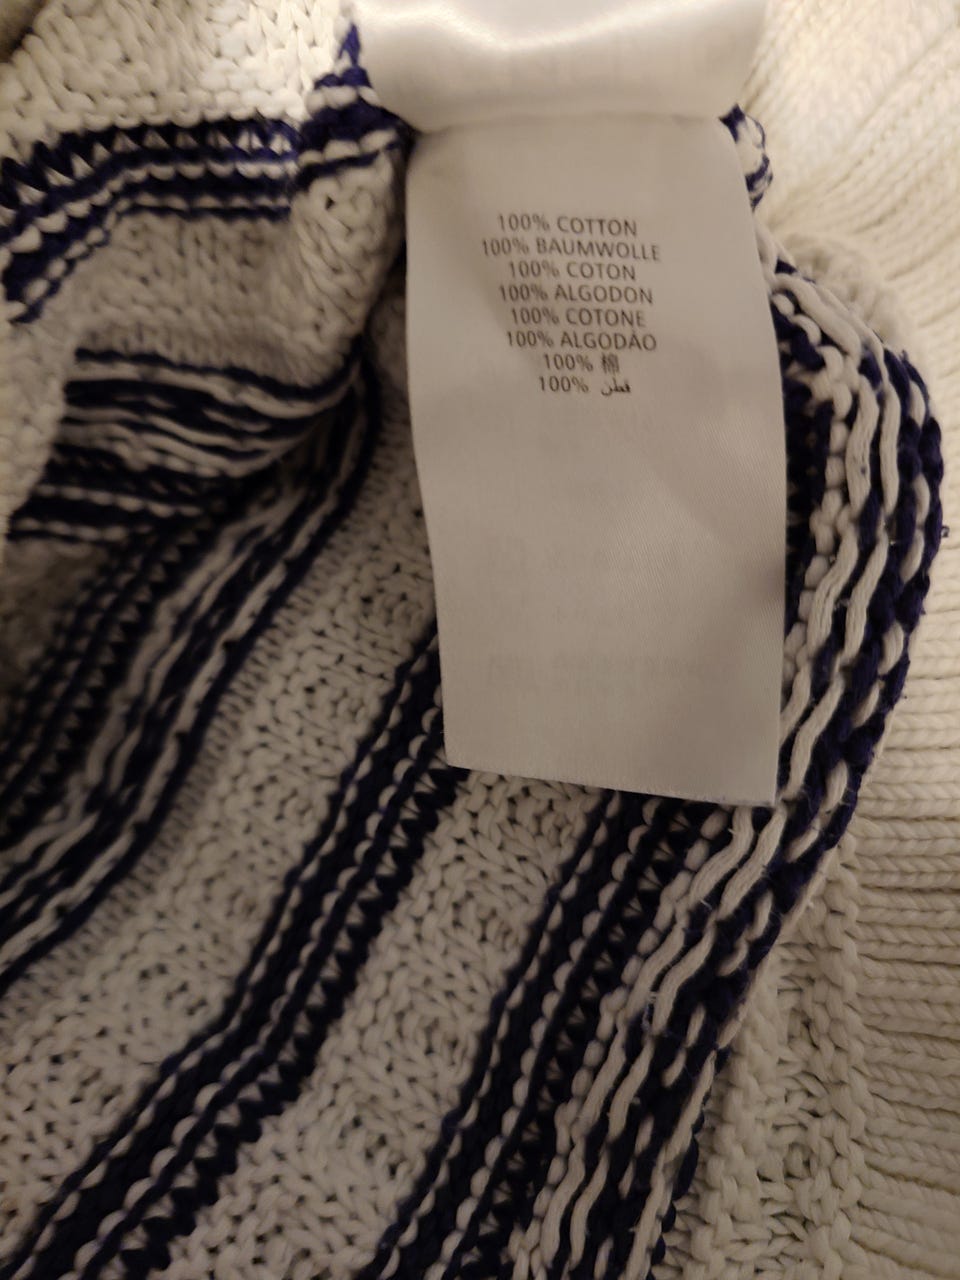 100% COTTON
100% BAUMWOLLE
100% COTON
100% ALGODON
100% COTONE
100% ALGODÃO
100% 棉
100% قطن